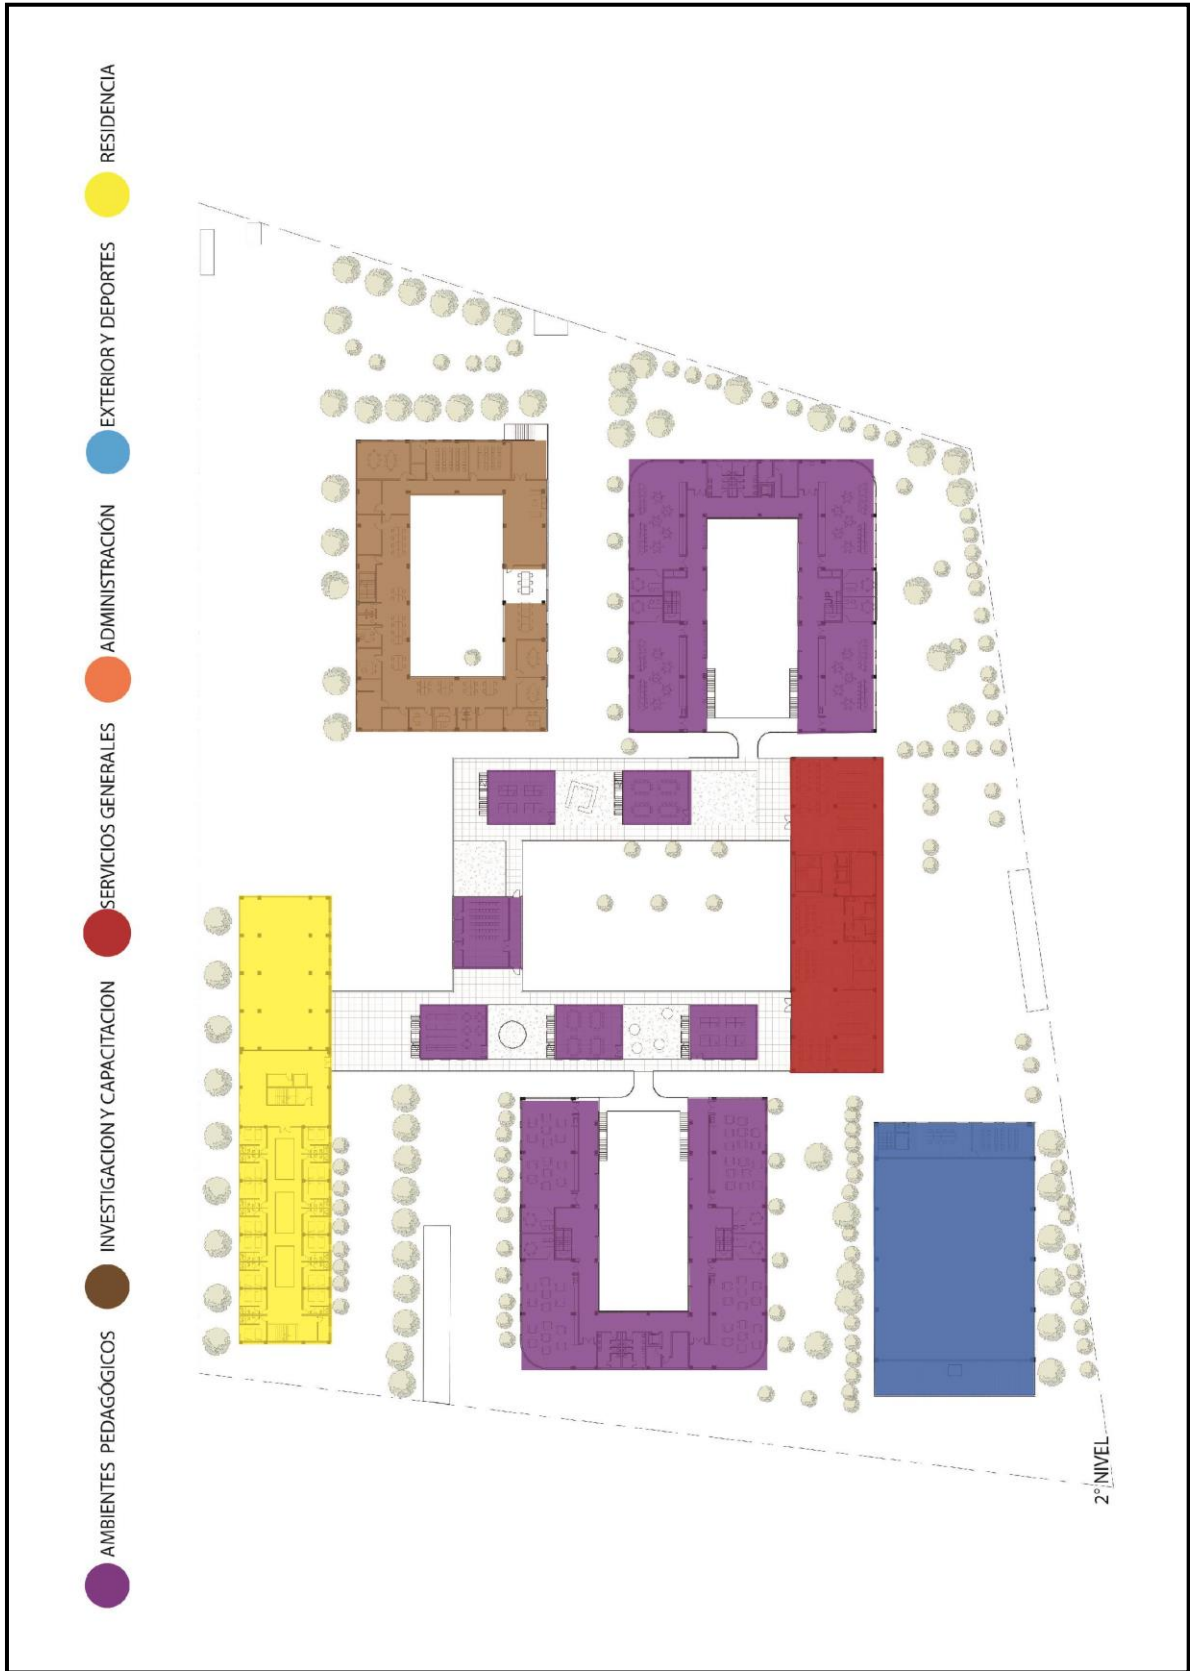 AMBIENTES PEDAGÓGICOS
INVESTIGACION Y CAPACITACION
SERVICIOS GENERALES
ADMINISTRACIÓN
EXTERIOR Y DEPORTES
RESIDENCIA
2° NIVEL